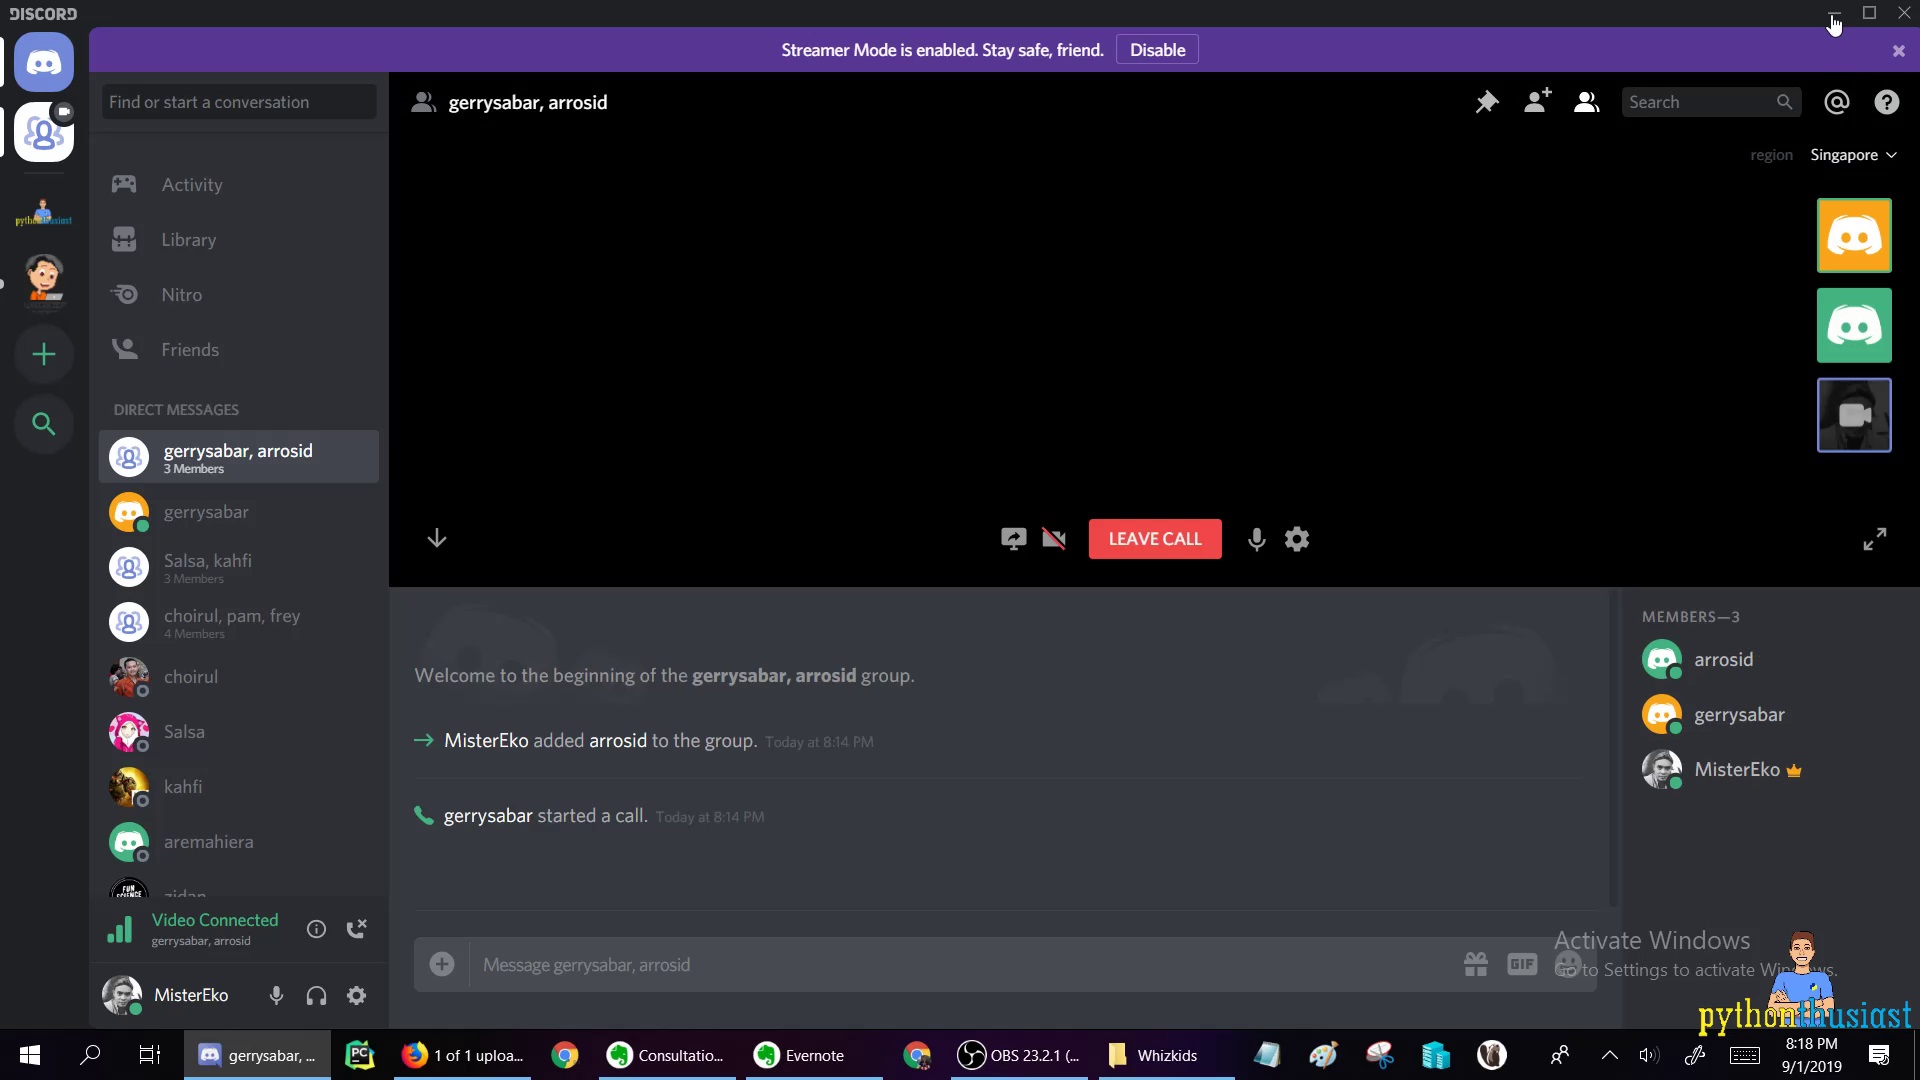 DISCORD
Streamer Mode is enabled. Stay safe, friend. Disable
Find or start a conversation
gerrysabar, arrosid
Search
region Singapore
pythonthusiast
Activity
Library
Nitro
Friends
DIRECT MESSAGES
gerrysabar, arrosid
3 Members
gerrysabar
Salsa, kahfi
3 Members
choirul, pam, frey
4 Members
choirul
Salsa
kahfi
aremahiera
FUN SCIENCE
zidan
LEAVE CALL
Welcome to the beginning of the gerrysabar, arrosid group.
MisterEko added arrosid to the group. Today at 8:14 PM
gerrysabar started a call. Today at 8:14 PM
MEMBERS—3
arrosid
gerrysabar
MisterEko
Video Connected
gerrysabar, arrosid
MisterEko
Message gerrysabar, arrosid
GIF
Activate Windows
Go to Settings to activate Windows.
pythonthusiast
gerrysabar, ...
PC
1 of 1 uploa...
Consultatio...
Evernote
OBS 23.2.1 (...
Whizkids
8:18 PM
9/1/2019